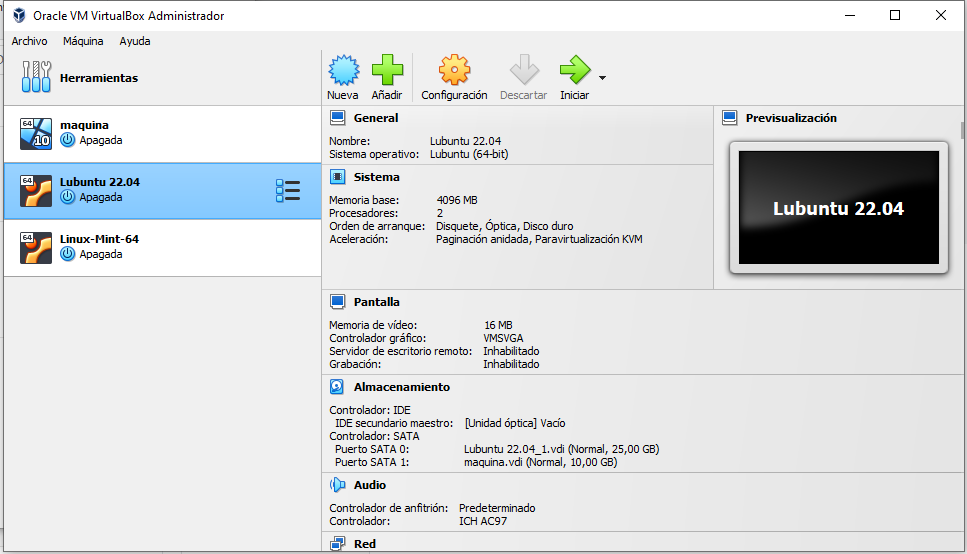 Oracle VM VirtualBox Administrador
Archivo Máquina Ayuda
Herramientas
Nueva Añadir Configuración Descartar Iniciar
64 10 maquina
Apagada
64 Lubuntu 22.04
Apagada
64 Linux-Mint-64
Apagada
General
Nombre: Lubuntu 22.04
Sistema operativo: Lubuntu (64-bit)
Sistema
Memoria base: 4096 MB
Procesadores: 2
Orden de arranque: Disquete, Óptica, Disco duro
Aceleración: Paginación anidada, Paravirtualización KVM
Previsualización
Lubuntu 22.04
Pantalla
Memoria de vídeo: 16 MB
Controlador gráfico: VMSVGA
Servidor de escritorio remoto: Inhabilitado
Grabación: Inhabilitado
Almacenamiento
Controlador: IDE
IDE secundario maestro: [Unidad óptica] Vacío
Controlador: SATA
Puerto SATA 0: Lubuntu 22.04_1.vdi (Normal, 25,00 GB)
Puerto SATA 1: maquina.vdi (Normal, 10,00 GB)
Audio
Controlador de anfitrión: Predeterminado
Controlador: ICH AC97
Red